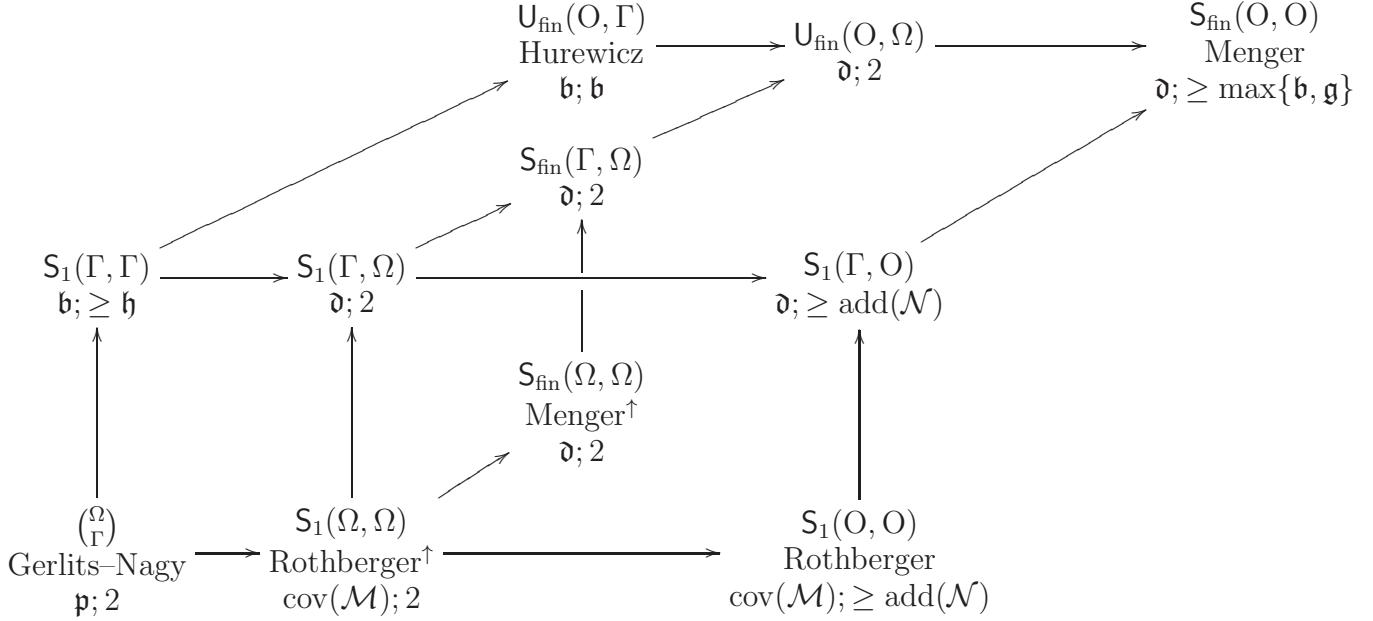 U_fin(O, Γ)
Hurewicz
𝔟; 𝔟
U_fin(O, Ω)
𝔡; 2
S_fin(O, O)
Menger
𝔡; ≥ max{𝔟, 𝔤}
S_fin(Γ, Ω)
𝔡; 2
S_1(Γ, Γ)
𝔟; ≥ 𝔥
S_1(Γ, Ω)
𝔡; 2
S_1(Γ, O)
𝔡; ≥ add(𝒩)
S_fin(Ω, Ω)
Menger↑
𝔡; 2
(Ω
Γ)
Gerlits–Nagy
𝔭; 2
S_1(Ω, Ω)
Rothberger↑
cov(ℳ); 2
S_1(O, O)
Rothberger
cov(ℳ); ≥ add(𝒩)